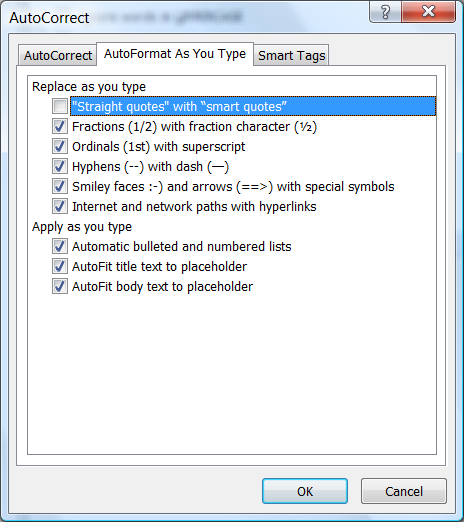 AutoCorrect
AutoCorrect AutoFormat As You Type Smart Tags
Replace as you type
"Straight quotes" with “smart quotes”
Fractions (1/2) with fraction character (½)
Ordinals (1st) with superscript
Hyphens (--) with dash (—)
Smiley faces :-) and arrows (==>) with special symbols
Internet and network paths with hyperlinks
Apply as you type
Automatic bulleted and numbered lists
AutoFit title text to placeholder
AutoFit body text to placeholder
OK Cancel